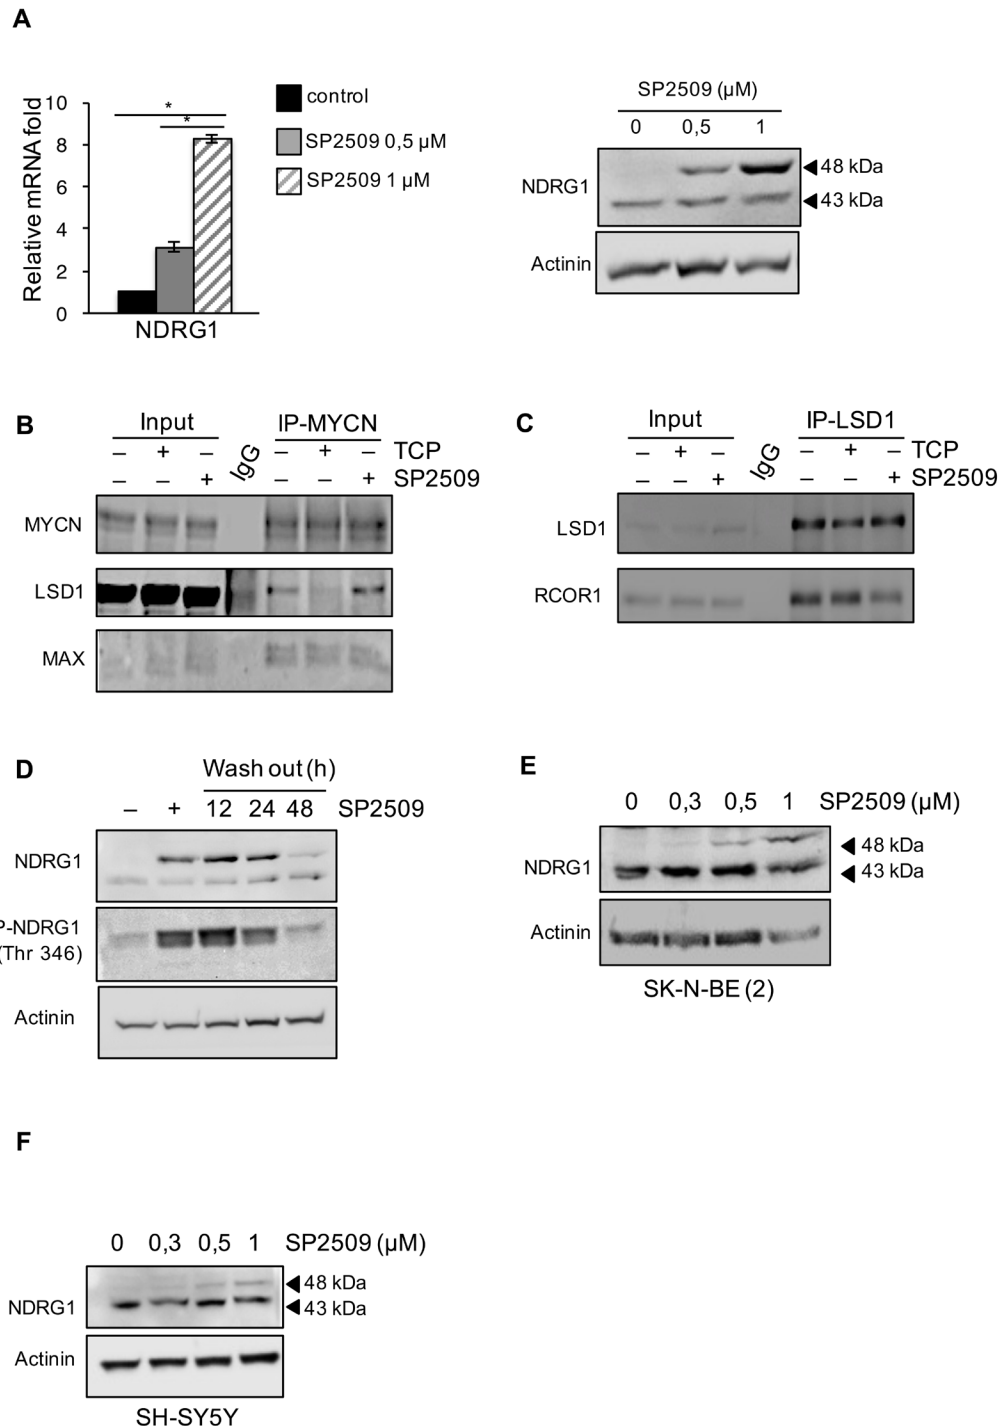 A
Relative mRNA fold
10
8
6
4
2
0
*
*
NDRG1
control
SP2509 0,5 µM
SP2509 1 µM
SP2509 (µM)
0 0,5 1
NDRG1
48 kDa
43 kDa
Actinin
B
Input IP-MYCN
– + – – + – TCP
– – + IgG – – + SP2509
MYCN
LSD1
MAX
C
Input IP-LSD1
– + – – + – TCP
– – + IgG – – + SP2509
LSD1
RCOR1
D
Wash out (h)
– + 12 24 48 SP2509
NDRG1
P-NDRG1
(Thr 346)
Actinin
E
0 0,3 0,5 1 SP2509 (µM)
NDRG1
48 kDa
43 kDa
Actinin
SK-N-BE (2)
F
0 0,3 0,5 1 SP2509 (µM)
NDRG1
48 kDa
43 kDa
Actinin
SH-SY5Y